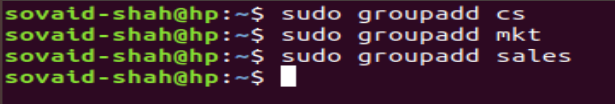 sovaid-shah@hp:~$ sudo groupadd cs
sovaid-shah@hp:~$ sudo groupadd mkt
sovaid-shah@hp:~$ sudo groupadd sales
sovaid-shah@hp:~$